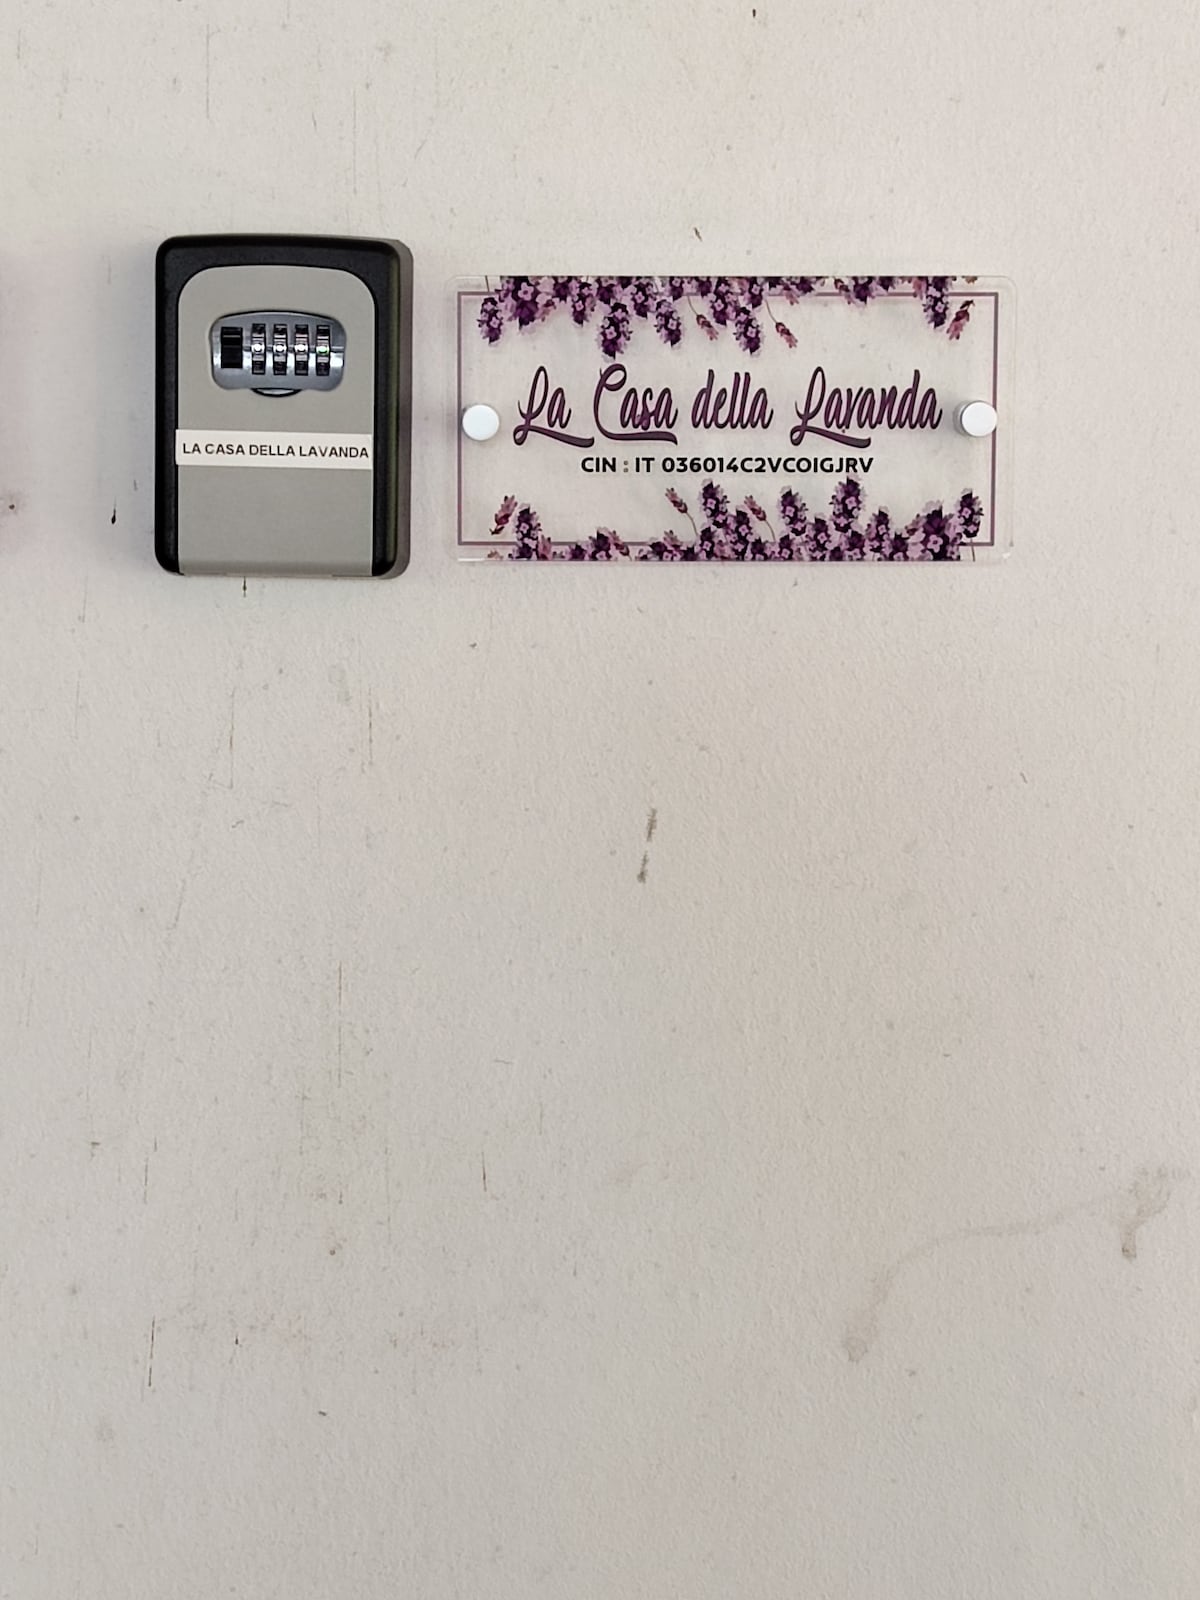 LA CASA DELLA LAVANDA
La Casa della Lavanda
CIN : IT 036014C2VCOIGJRV